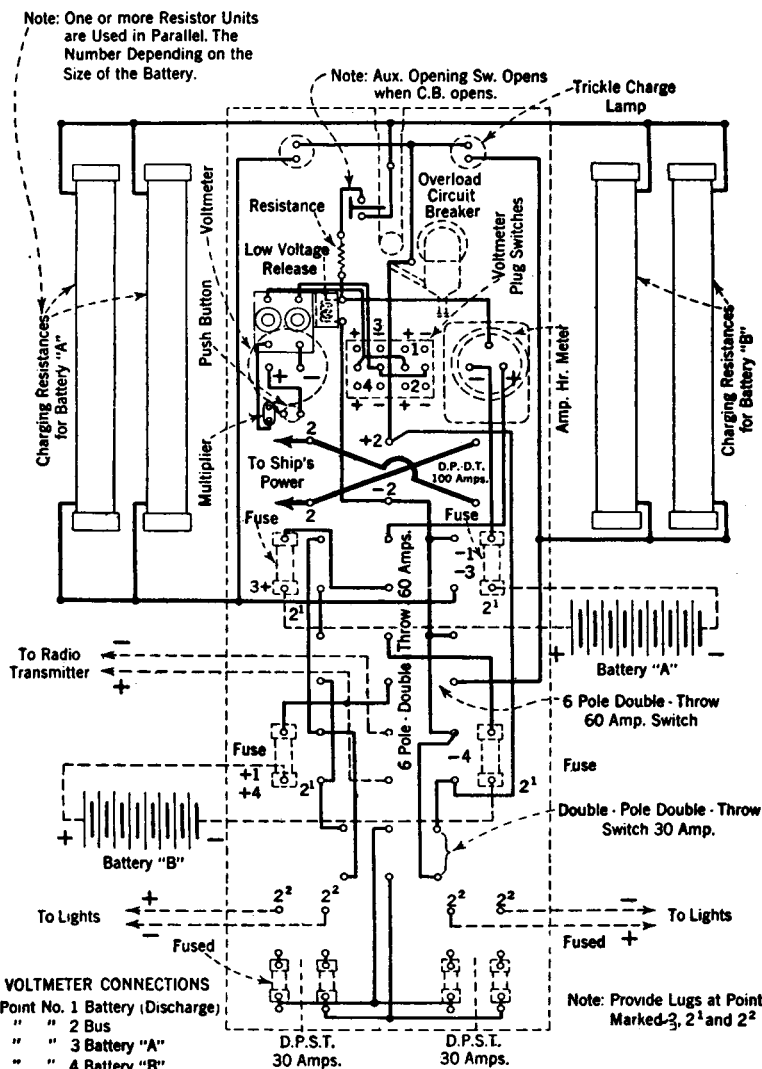 Note: One or more Resistor Units
are Used in Parallel. The
Number Depending on the
Size of the Battery.
Note: Aux. Opening Sw. Opens
when C.B. opens.
Trickle Charge
Lamp
Overload
Circuit
Breaker
Resistance
Low Voltage
Release
Voltmeter
Push Button
Multiplier
Charging Resistances
for Battery "A"
Voltmeter
Plug Switches
Amp. Hr. Meter
Charging Resistances
for Battery "B"
+ 3 + -
1
4 2
+ - + -
+ -
- +
2
+2
To Ship's
Power
D.P.-D.T.
100 Amps.
-2
2
Fuse
Fuse
-1
-3
3+
2¹
2¹
6 Pole - Double - Throw 60 Amps.
+ -
Battery "A"
-
To Radio
Transmitter
+
6 Pole Double - Throw
60 Amp. Switch
Fuse
+1
+4
2¹
-4
2¹
Fuse
+ -
Battery "B"
Double - Pole Double - Throw
Switch 30 Amp.
+
To Lights
-
2² 2²
2² 2²
-
To Lights
+
Fused
Fused
VOLTMETER CONNECTIONS
Point No. 1 Battery (Discharge)
" " 2 Bus
" " 3 Battery "A"
" " 4 Battery "B"
D.P.S.T.
30 Amps.
D.P.S.T.
30 Amps.
Note: Provide Lugs at Point
Marked 3, 2¹ and 2²